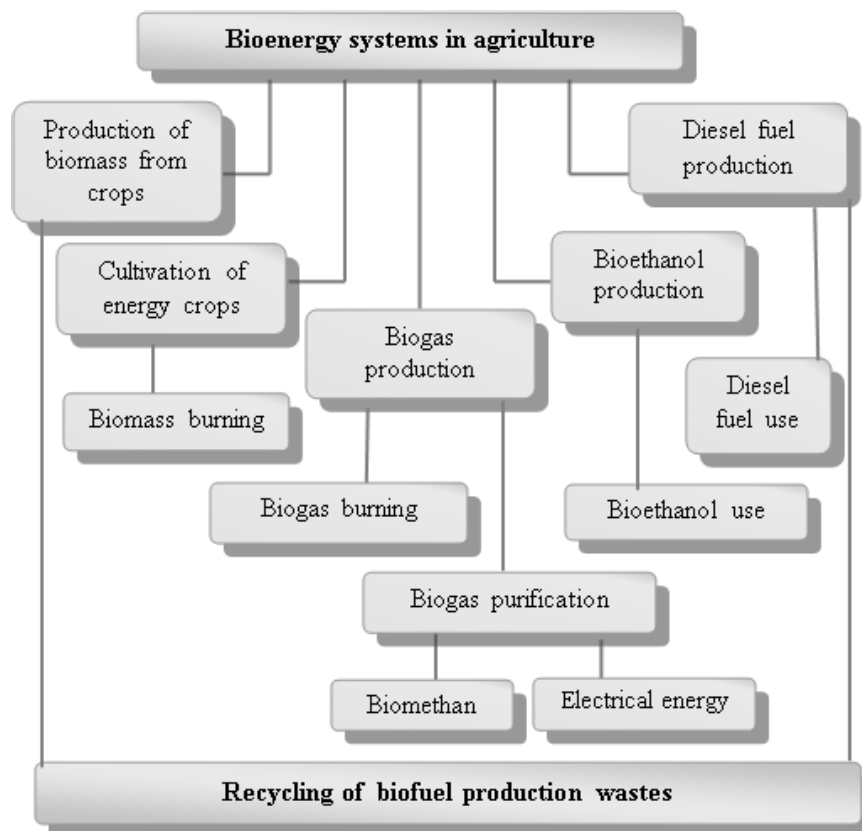 Bioenergy systems in agriculture
Production of
biomass from
crops
Diesel fuel
production
Cultivation of
energy crops
Bioethanol
production
Biogas
production
Diesel
fuel use
Biomass burning
Biogas burning
Bioethanol use
Biogas purification
Biomethan
Electrical energy
Recycling of biofuel production wastes